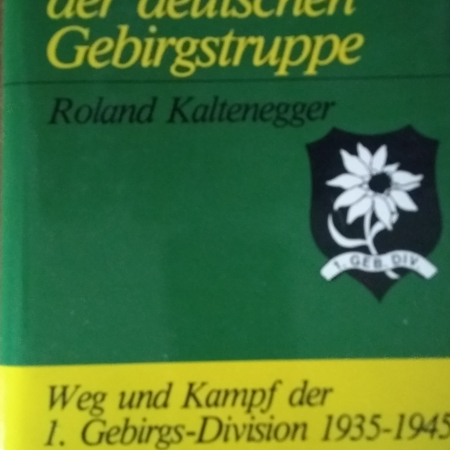 der deutschen
Gebirgstruppe
Roland Kaltenegger
1. GEB. DIV.
Weg und Kampf der
1. Gebirgs-Division 1935-1945